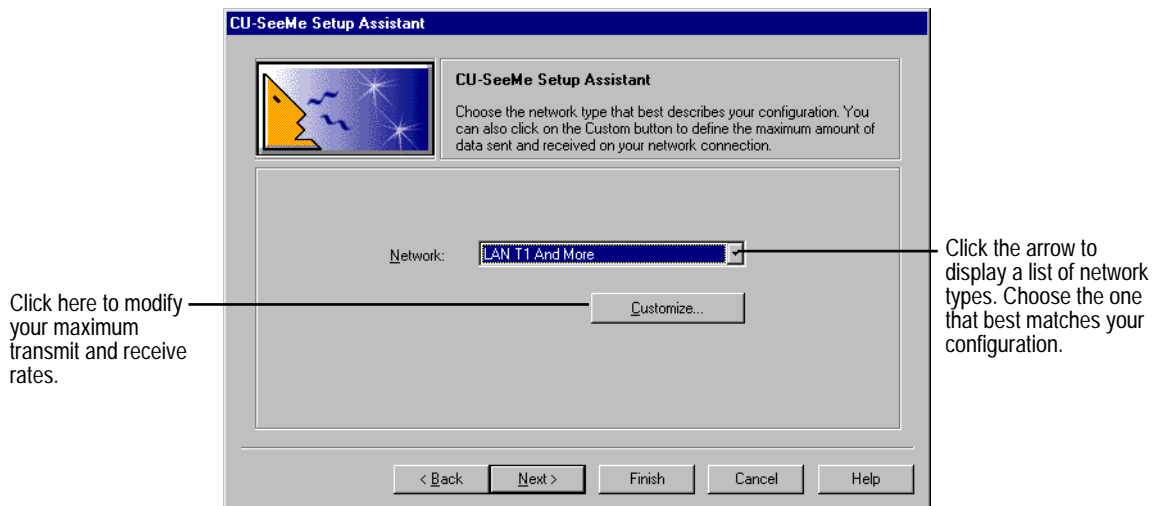 CU-SeeMe Setup Assistant
CU-SeeMe Setup Assistant
Choose the network type that best describes your configuration. You
can also click on the Custom button to define the maximum amount of
data sent and received on your network connection.
Network:
LAN T1 And More
Customize...
Click the arrow to
display a list of network
types. Choose the one
that best matches your
configuration.
Click here to modify
your maximum
transmit and receive
rates.
< Back
Next >
Finish
Cancel
Help